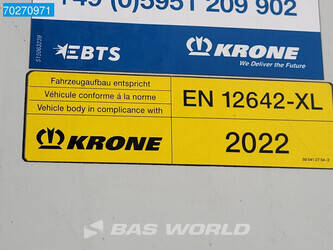 70270971
+49 (0)5951 209 902
EBTS
KRONE
We Deliver the Future
Fahrzeugaufbau entspricht
Véhicule conforme à la norme
Vehicle body in complicance with
EN 12642-XL
KRONE
2022
BAS WORLD